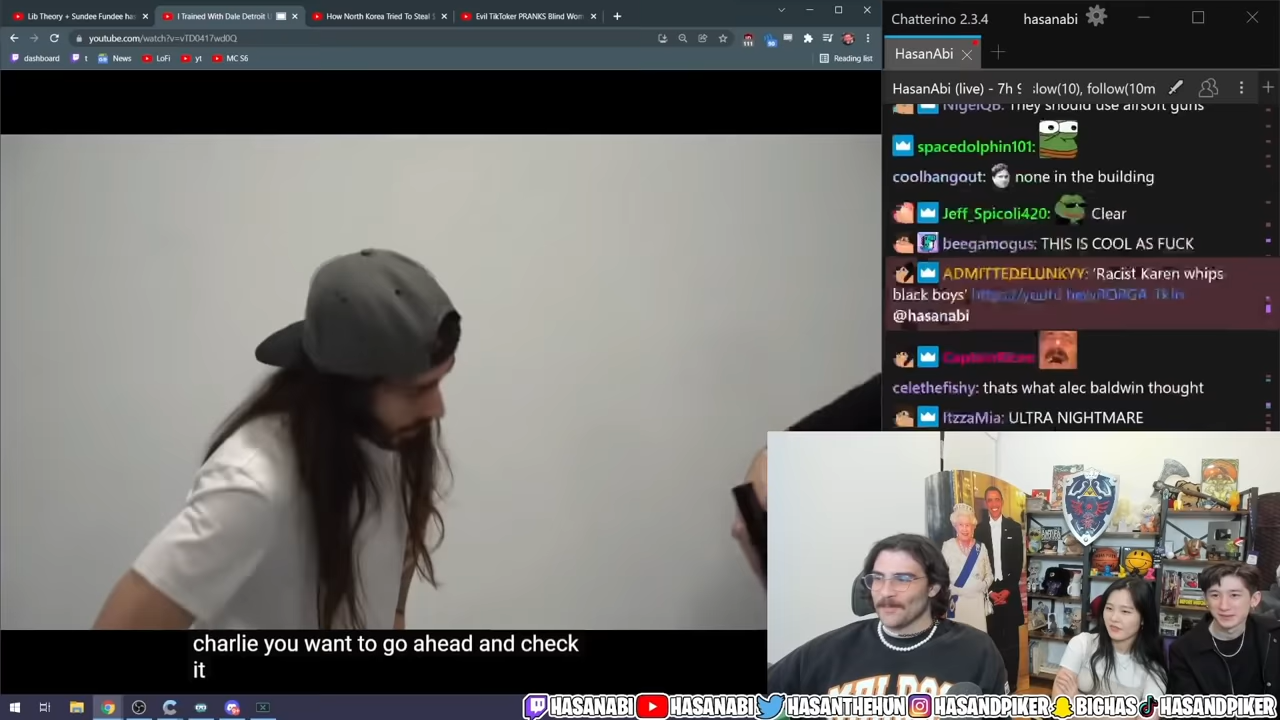 Lib Theory + Sundee Fundee han
I Trained With Dale Detroit U
How North Korea Tried To Steal
Evil TikToker PRANKS Blind Wom
youtube.com/watch?v=vTD0417wd0Q
dashboard
t
News
LoFi
yt
MC S6
Reading list
charlie you want to go ahead and check
it
Chatterino 2.3.4
hasanabi
HasanAbi
HasanAbi (live) - 7h
slow(10), follow(10m
NigelQB: They should use airsoft guns
spacedolphin101:
coolhangout: none in the building
Jeff_Spicoli420: Clear
beegamogus: THIS IS COOL AS FUCK
ADMITTEDFLUNKYY: 'Racist Karen whips
black boys'
@hasanabi
celethefishy: thats what alec baldwin thought
ItzzaMia: ULTRA NIGHTMARE
HASANABI
HASANABI
HASANTHEHUN
HASANDPIKER
BIGHAS
HASANDPIKER